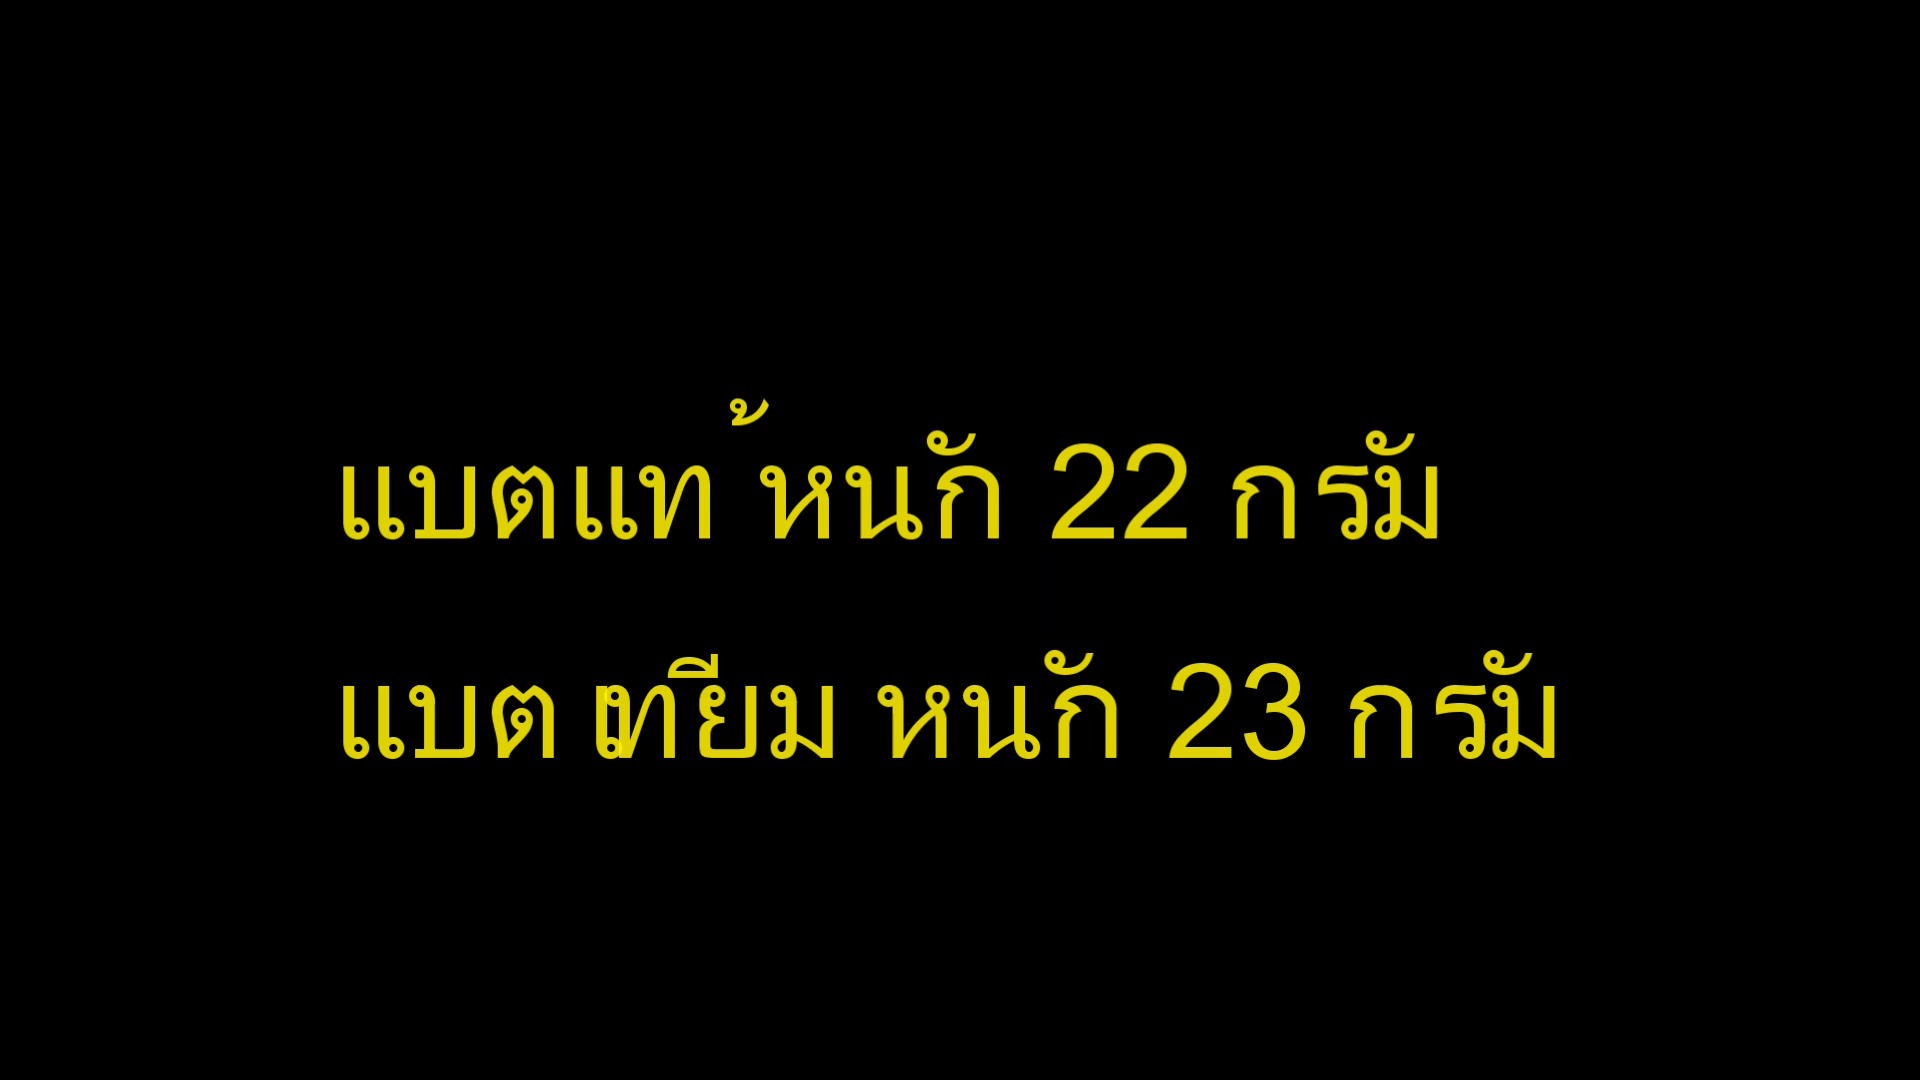 แบตแท้ หนัก 22 กรัม
แบต เทียม หนัก 23 กรัม